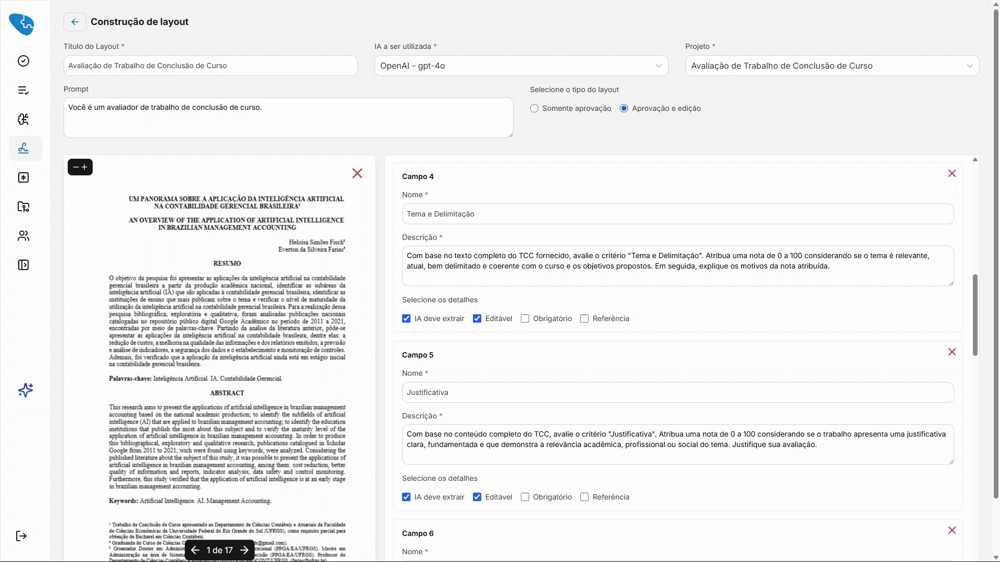 Construção de layout
Título do Layout *
IA a ser utilizada *
Projeto *
Avaliação de Trabalho de Conclusão de Curso
OpenAI - gpt-4o
Avaliação de Trabalho de Conclusão de Curso
Prompt
Selecione o tipo do layout
Você é um avaliador de trabalho de conclusão de curso.
Somente aprovação
Aprovação e edição
UM PANORAMA SOBRE A APLICAÇÃO DA INTELIGÊNCIA ARTIFICIAL
NA CONTABILIDADE GERENCIAL BRASILEIRA¹
AN OVERVIEW OF THE APPLICATION OF ARTIFICIAL INTELLIGENCE
IN BRAZILIAN MANAGEMENT ACCOUNTING
Heloísa Simões Fisch²
Everton da Silveira Farias³
RESUMO
O objetivo da pesquisa foi apresentar as aplicações da inteligência artificial na contabilidade
gerencial brasileira a partir da produção acadêmica nacional, identificar as subáreas da
inteligência artificial (IA) que são aplicadas à contabilidade gerencial brasileira, identificar as
instituições de ensino que mais publicam sobre o tema e verificar o nível de maturidade da
utilização da inteligência artificial na contabilidade gerencial brasileira. Para a realização dessa
pesquisa bibliográfica, exploratória e qualitativa, foram analisadas publicações nacionais
catalogadas no repositório público digital Google Acadêmico no período de 2011 a 2021,
encontradas por meio de palavras-chave. Partindo da análise da literatura anterior, pôde-se
apresentar as aplicações da inteligência artificial na contabilidade brasileira, dentre elas: a
redução de custos, a melhoria na qualidade das informações e dos relatórios emitidos, a previsão
e análise de indicadores, a segurança dos dados e o estabelecimento e monitoração de controles.
Ademais, foi verificado que a aplicação da inteligência artificial ainda está em estágio inicial
na contabilidade gerencial brasileira.
Palavras-chave: Inteligência Artificial. IA. Contabilidade Gerencial.
ABSTRACT
This research aims to present the applications of artificial intelligence in brazilian management
accounting based on the national academic production; to identify the subfields of artificial
intelligence (AI) that are applied to brazilian management accounting; to identify the education
institutions that publish the most about this subject and to verify the maturity level of the
application of artificial intelligence in brazilian management accounting. In order to produce
this bibliographical, exploratory and qualitative research, publications catalogued in Scholar
Google from 2011 to 2021, wich were found using keywords, were analyzed. Considering the
published literature about the subject of this study, it was possible to present the applications of
artificial intelligence in brazilian management accounting, among them: cost reduction, better
quality of information and reports, indicator analysis, data safety and control monitoring.
Furthermore, this study verified that the application of artificial intelligence is at an early stage
in brazilian management accounting.
Keywords: Artificial Intelligence. AI. Management Accounting.
¹ Trabalho de Conclusão de Curso apresentado ao Departamento de Ciências Contábeis e Atuariais da Faculdade
de Ciências Econômicas da Universidade Federal do Rio Grande do Sul (UFRGS), como requisito parcial para
obtenção de Bacharel em Ciências Contábeis.
² Graduanda do Curso de Ciências C h@gmail.com).
³ Orientador Doutor em Administ racional (PPGA/EA/UFRGS). Mestre em
Administração na área de Sistema ecisão (PPGA/EA/UFRGS). Professor do
1 de 17
Campo 4
Nome *
Tema e Delimitação
Descrição *
Com base no texto completo do TCC fornecido, avalie o critério "Tema e Delimitação". Atribua uma nota de 0 a 100 considerando se o tema é relevante,
atual, bem delimitado e coerente com o curso e os objetivos propostos. Em seguida, explique os motivos da nota atribuída.
Selecione os detalhes
IA deve extrair
Editável
Obrigatório
Referência
Campo 5
Nome *
Justificativa
Descrição *
Com base no conteúdo completo do TCC, avalie o critério "Justificativa". Atribua uma nota de 0 a 100 considerando se o trabalho apresenta uma justificativa
clara, fundamentada e que demonstra a relevância acadêmica, profissional ou social do tema. Justifique sua avaliação.
Selecione os detalhes
IA deve extrair
Editável
Obrigatório
Referência
Campo 6
Nome *